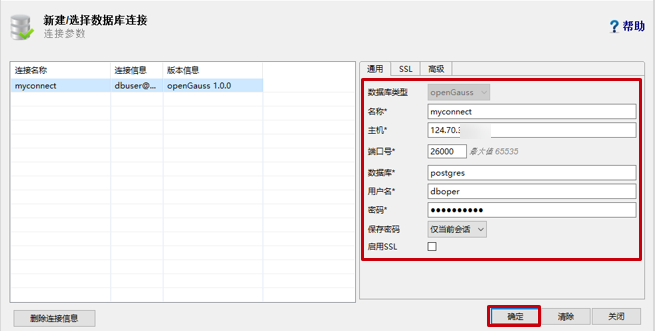 新建/选择数据库连接
连接参数
帮助
连接名称 连接信息 版本信息
myconnect dbuser@... openGauss 1.0.0
通用 SSL 高级
数据库类型 openGauss
名称* myconnect
主机* 124.70.
端口号* 26000 最大值 65535
数据库* postgres
用户名* dboper
密码* ●●●●●●●●●●
保存密码 仅当前会话
启用SSL
删除连接信息 确定 清除 关闭